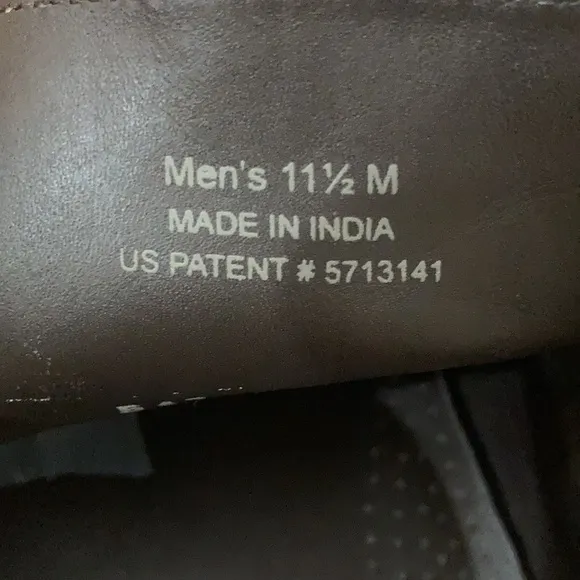 Men's 11½ M
MADE IN INDIA
US PATENT # 5713141